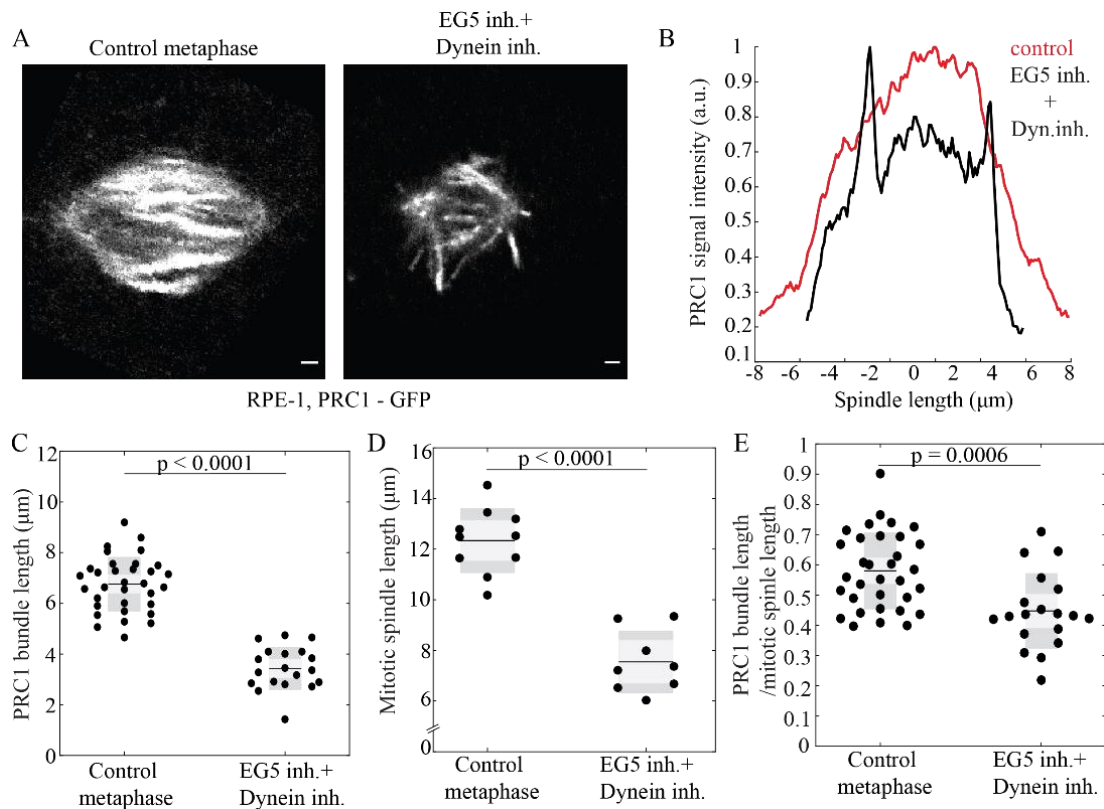 A
Control metaphase
EG5 inh.+
Dynein inh.
RPE-1, PRC1 - GFP
B
PRC1 signal intensity (a.u.)
1
0.9
0.8
0.7
0.6
0.5
0.4
0.3
0.2
0.1
-8 -6 -4 -2 0 2 4 6 8
Spindle length (μm)
control
EG5 inh.
+
Dyn.inh.
C
PRC1 bundle length (μm)
12
10
8
6
4
2
0
p < 0.0001
Control
metaphase
EG5 inh.+
Dynein inh.
D
Mitotic spindle length (μm)
16
14
12
10
8
6
0
p < 0.0001
Control
metaphase
EG5 inh.+
Dynein inh.
E
PRC1 bundle length
/mitotic spinle length
1
0.9
0.8
0.7
0.6
0.5
0.4
0.3
0.2
0.1
0
p = 0.0006
Control
metaphase
EG5 inh.+
Dynein inh.